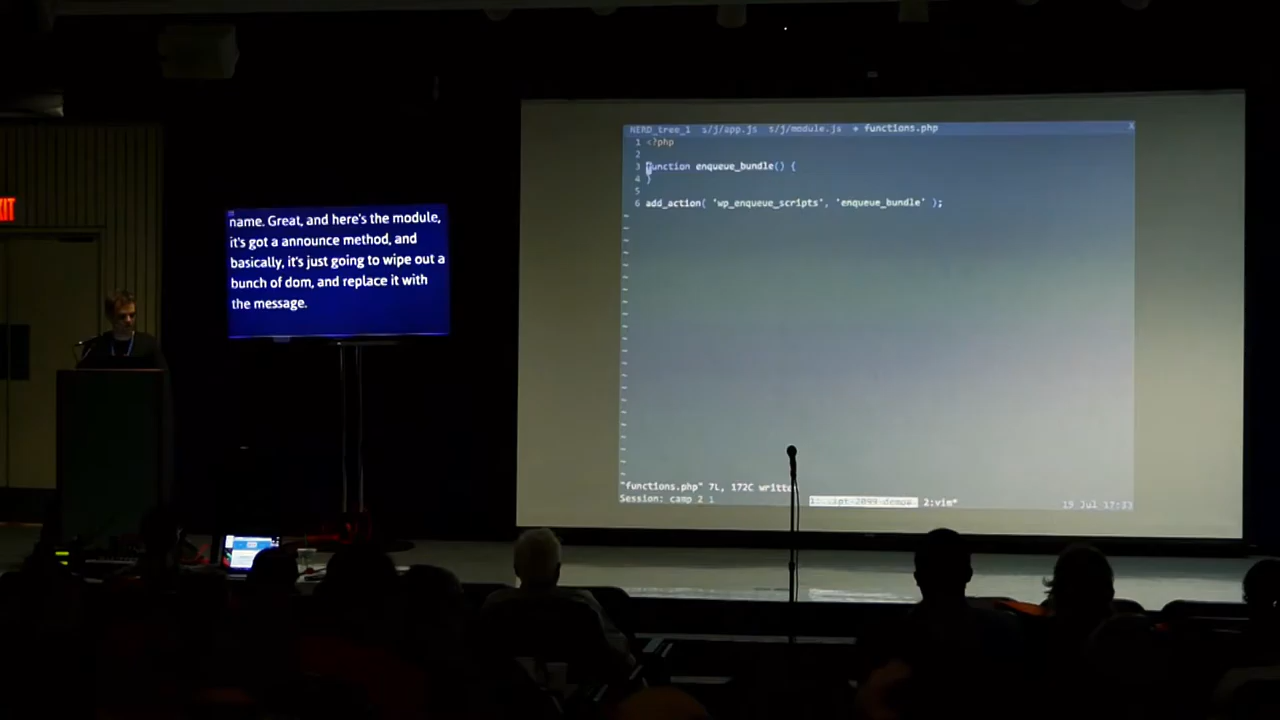 XIT
name. Great, and here's the module,
it's got a announce method, and
basically, it's just going to wipe out a
bunch of dom, and replace it with
the message.
NERD_tree_1 s/j/app.js s/j/module.js + functions.php X
1 <?php
2
3 function enqueue_bundle() {
4 }
5
6 add_action( 'wp_enqueue_scripts', 'enqueue_bundle' );
"functions.php" 7L, 172C writte
Session: camp 2 1 2:vim* 19 Jul 17:33